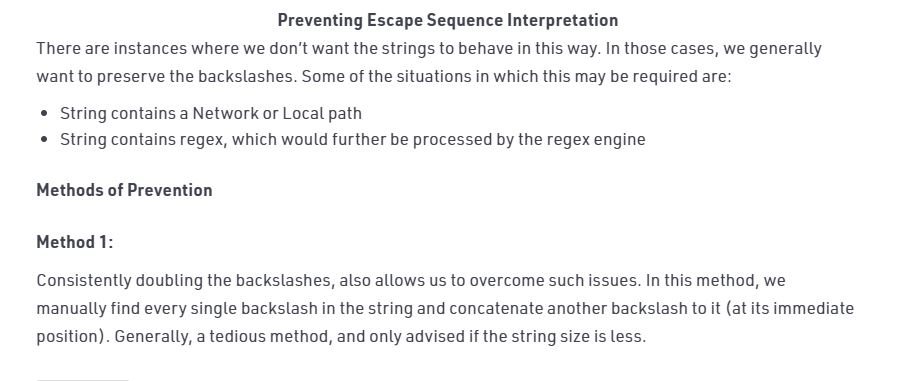 Preventing Escape Sequence Interpretation
There are instances where we don’t want the strings to behave in this way. In those cases, we generally
want to preserve the backslashes. Some of the situations in which this may be required are:
• String contains a Network or Local path
• String contains regex, which would further be processed by the regex engine
Methods of Prevention
Method 1:
Consistently doubling the backslashes, also allows us to overcome such issues. In this method, we
manually find every single backslash in the string and concatenate another backslash to it (at its immediate
position). Generally, a tedious method, and only advised if the string size is less.